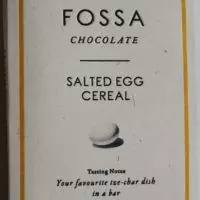 FOSSA
CHOCOLATE
SALTED EGG
CEREAL
Tasting Notes
Your favourite tze-char dish
in a bar